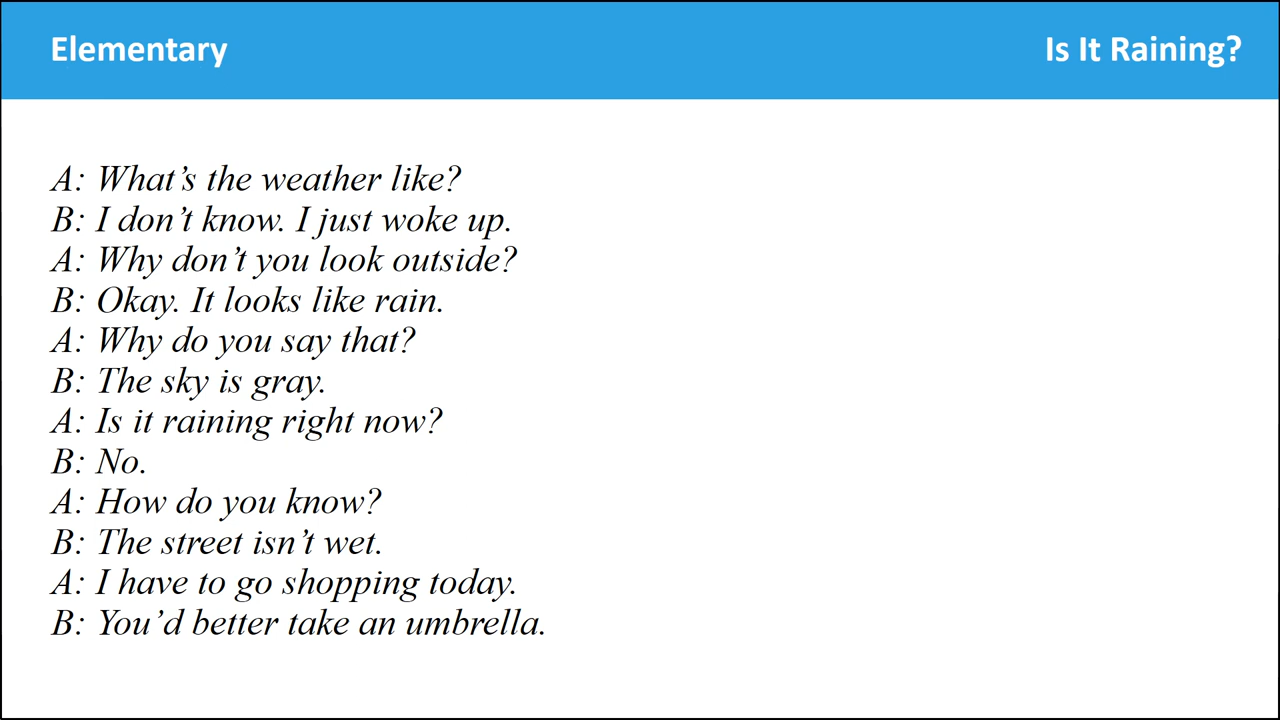 Elementary
Is It Raining?
A: What’s the weather like?
B: I don’t know. I just woke up.
A: Why don’t you look outside?
B: Okay. It looks like rain.
A: Why do you say that?
B: The sky is gray.
A: Is it raining right now?
B: No.
A: How do you know?
B: The street isn’t wet.
A: I have to go shopping today.
B: You’d better take an umbrella.